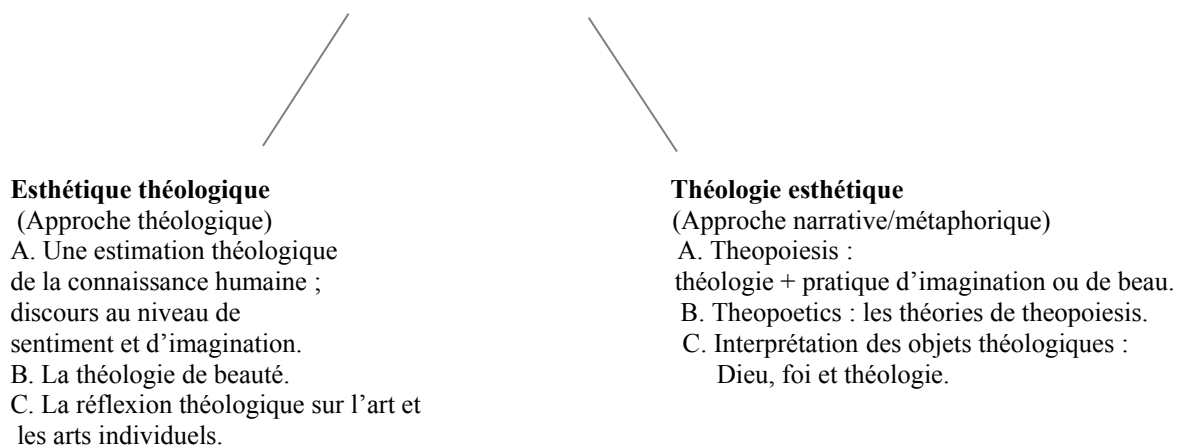 Esthétique théologique
(Approche théologique)
A. Une estimation théologique
de la connaissance humaine ;
discours au niveau de
sentiment et d’imagination.
B. La théologie de beauté.
C. La réflexion théologique sur l’art et
les arts individuels.
Théologie esthétique
(Approche narrative/métaphorique)
A. Theopoiesis :
théologie + pratique d’imagination ou de beau.
B. Theopoetics : les théories de theopoiesis.
C. Interprétation des objets théologiques :
Dieu, foi et théologie.